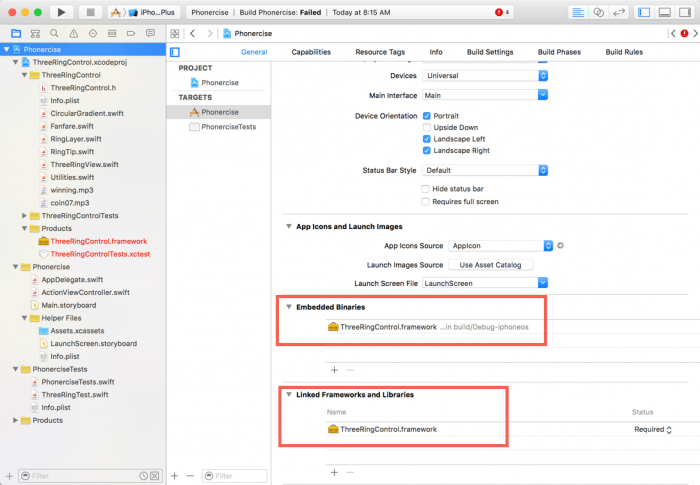 iPho...Plus
Phonercise | Build Phonercise: Failed | Today at 8:15 AM
4
Phonercise
ThreeRingControl.xcodeproj
ThreeRingControl
ThreeRingControl.h
Info.plist
CircularGradient.swift
Fanfare.swift
RingLayer.swift
RingTip.swift
ThreeRingView.swift
Utilities.swift
winning.mp3
coin07.mp3
ThreeRingControlTests
Products
ThreeRingControl.framework
ThreeRingControlTests.xctest
Phonercise
AppDelegate.swift
ActionViewController.swift
Main.storyboard
Helper Files
Assets.xcassets
LaunchScreen.storyboard
Info.plist
PhonerciseTests
PhonerciseTests.swift
ThreeRingTest.swift
Info.plist
Products
Filter
Phonercise
General
Capabilities
Resource Tags
Info
Build Settings
Build Phases
Build Rules
PROJECT
Phonercise
TARGETS
Phonercise
PhonerciseTests
Filter
Devices Universal
Main Interface Main
Device Orientation Portrait
Upside Down
Landscape Left
Landscape Right
Status Bar Style Default
Hide status bar
Requires full screen
App Icons and Launch Images
App Icons Source AppIcon
Launch Images Source Use Asset Catalog
Launch Screen File LaunchScreen
Embedded Binaries
ThreeRingControl.framework ...in build/Debug-iphoneos
Linked Frameworks and Libraries
Name Status
ThreeRingControl.framework Required